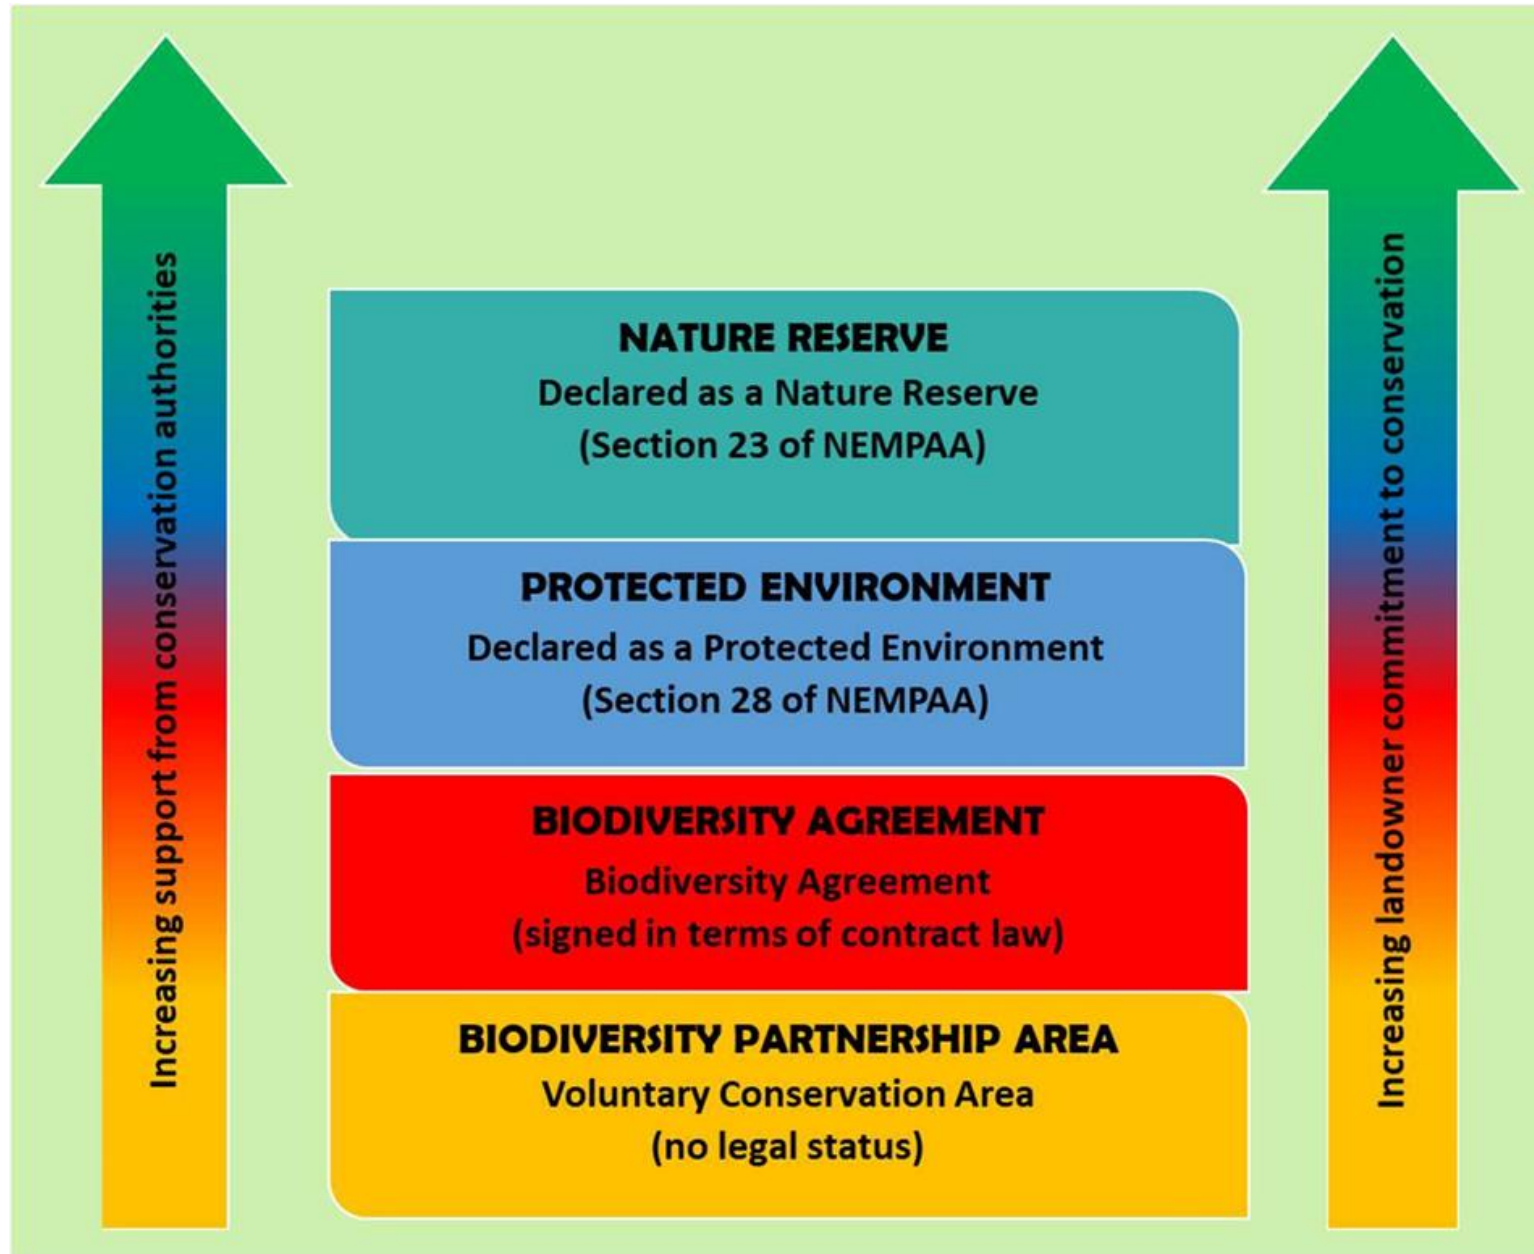 Increasing support from conservation authorities
NATURE RESERVE
Declared as a Nature Reserve
(Section 23 of NEMPAA)
PROTECTED ENVIRONMENT
Declared as a Protected Environment
(Section 28 of NEMPAA)
BIODIVERSITY AGREEMENT
Biodiversity Agreement
(signed in terms of contract law)
BIODIVERSITY PARTNERSHIP AREA
Voluntary Conservation Area
(no legal status)
Increasing landowner commitment to conservation